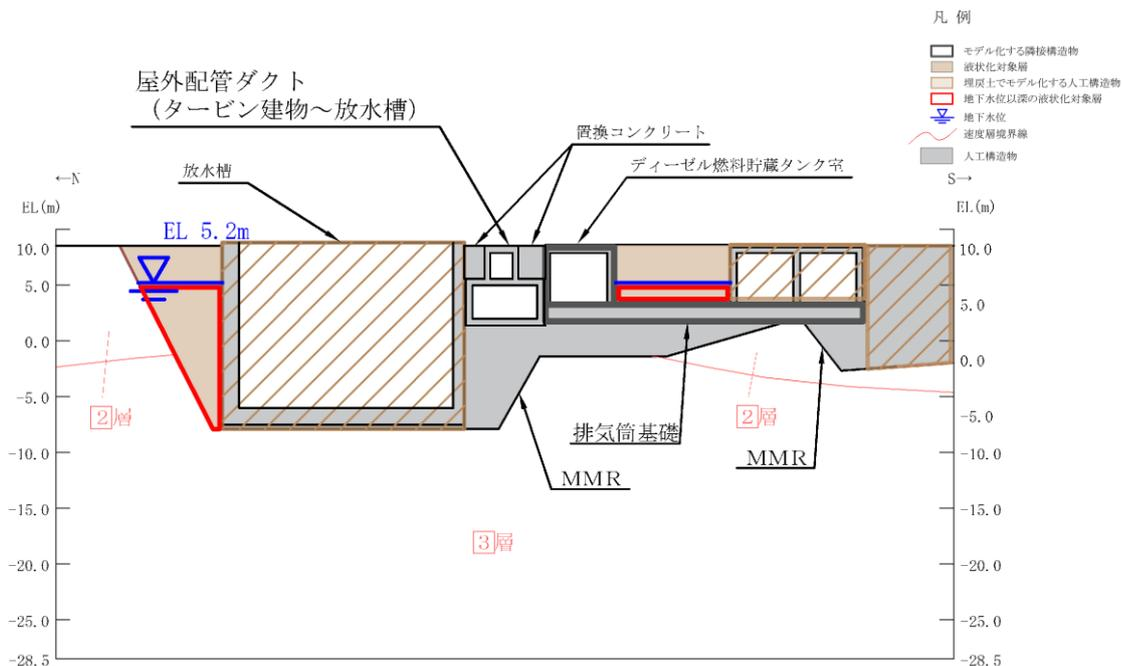 凡 例
モデル化する隣接構造物
液状化対象層
埋戻土でモデル化する人工構造物
地下水位以深の液状化対象層
地下水位
速度層境界線
人工構造物
屋外配管ダクト
（タービン建物～放水槽）
置換コンクリート
放水槽
ディーゼル燃料貯蔵タンク室
←N
S→
EL(m)
EL(m)
EL 5.2m
10.0
5.0
0.0
-5.0
-10.0
-15.0
-20.0
-25.0
-28.5
10.0
5.0
0.0
-5.0
-10.0
-15.0
-20.0
-25.0
-28.5
2層
2層
排気筒基礎
MMR
MMR
3層